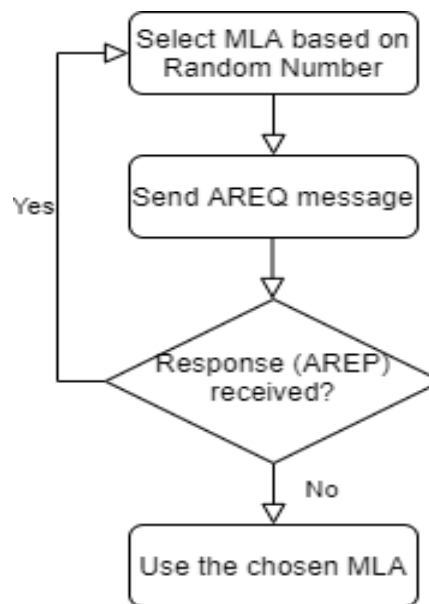 Select MLA based on
Random Number
Yes
Send AREQ message
Response (AREP)
received?
No
Use the chosen MLA